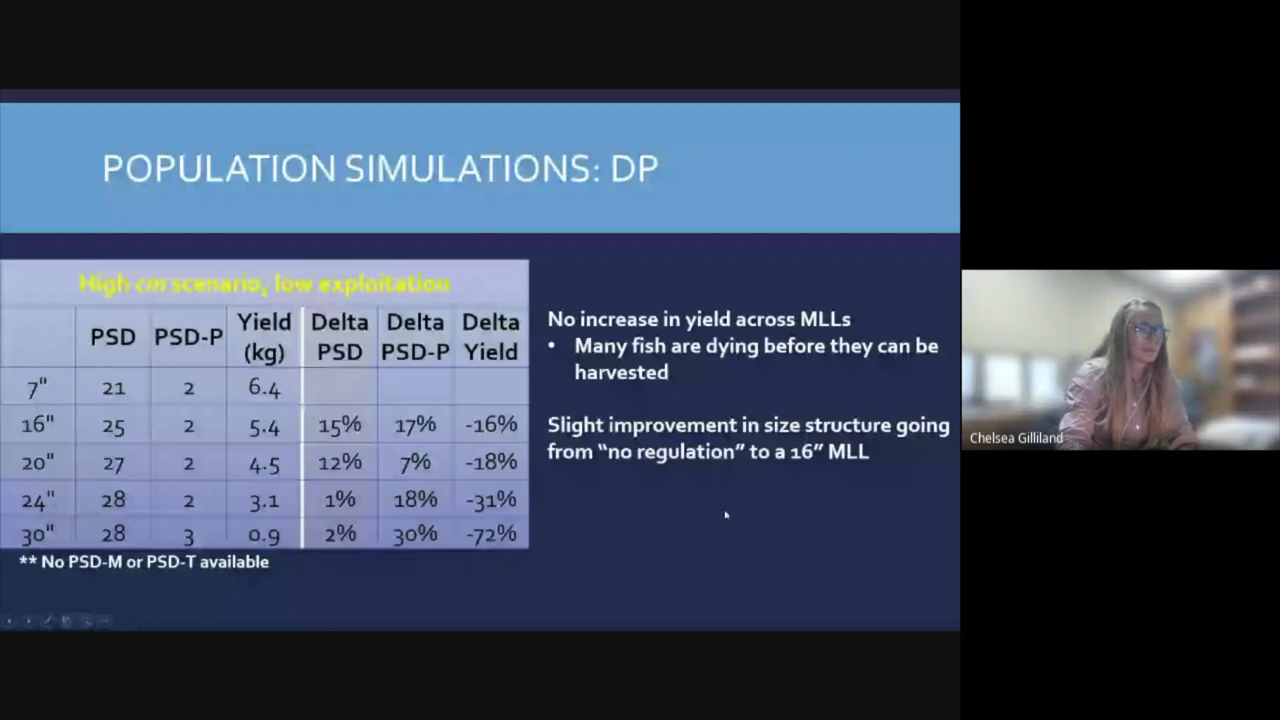 POPULATION SIMULATIONS: DP
High cm scenario, low exploitation
PSD PSD-P Yield (kg) Delta PSD Delta PSD-P Delta Yield
7" 21 2 6.4
16" 25 2 5.4 15% 17% -16%
20" 27 2 4.5 12% 7% -18%
24" 28 2 3.1 1% 18% -31%
30" 28 3 0.9 2% 30% -72%
** No PSD-M or PSD-T available
No increase in yield across MLLs
• Many fish are dying before they can be
harvested
Slight improvement in size structure going
from “no regulation” to a 16” MLL
Chelsea Gilliland